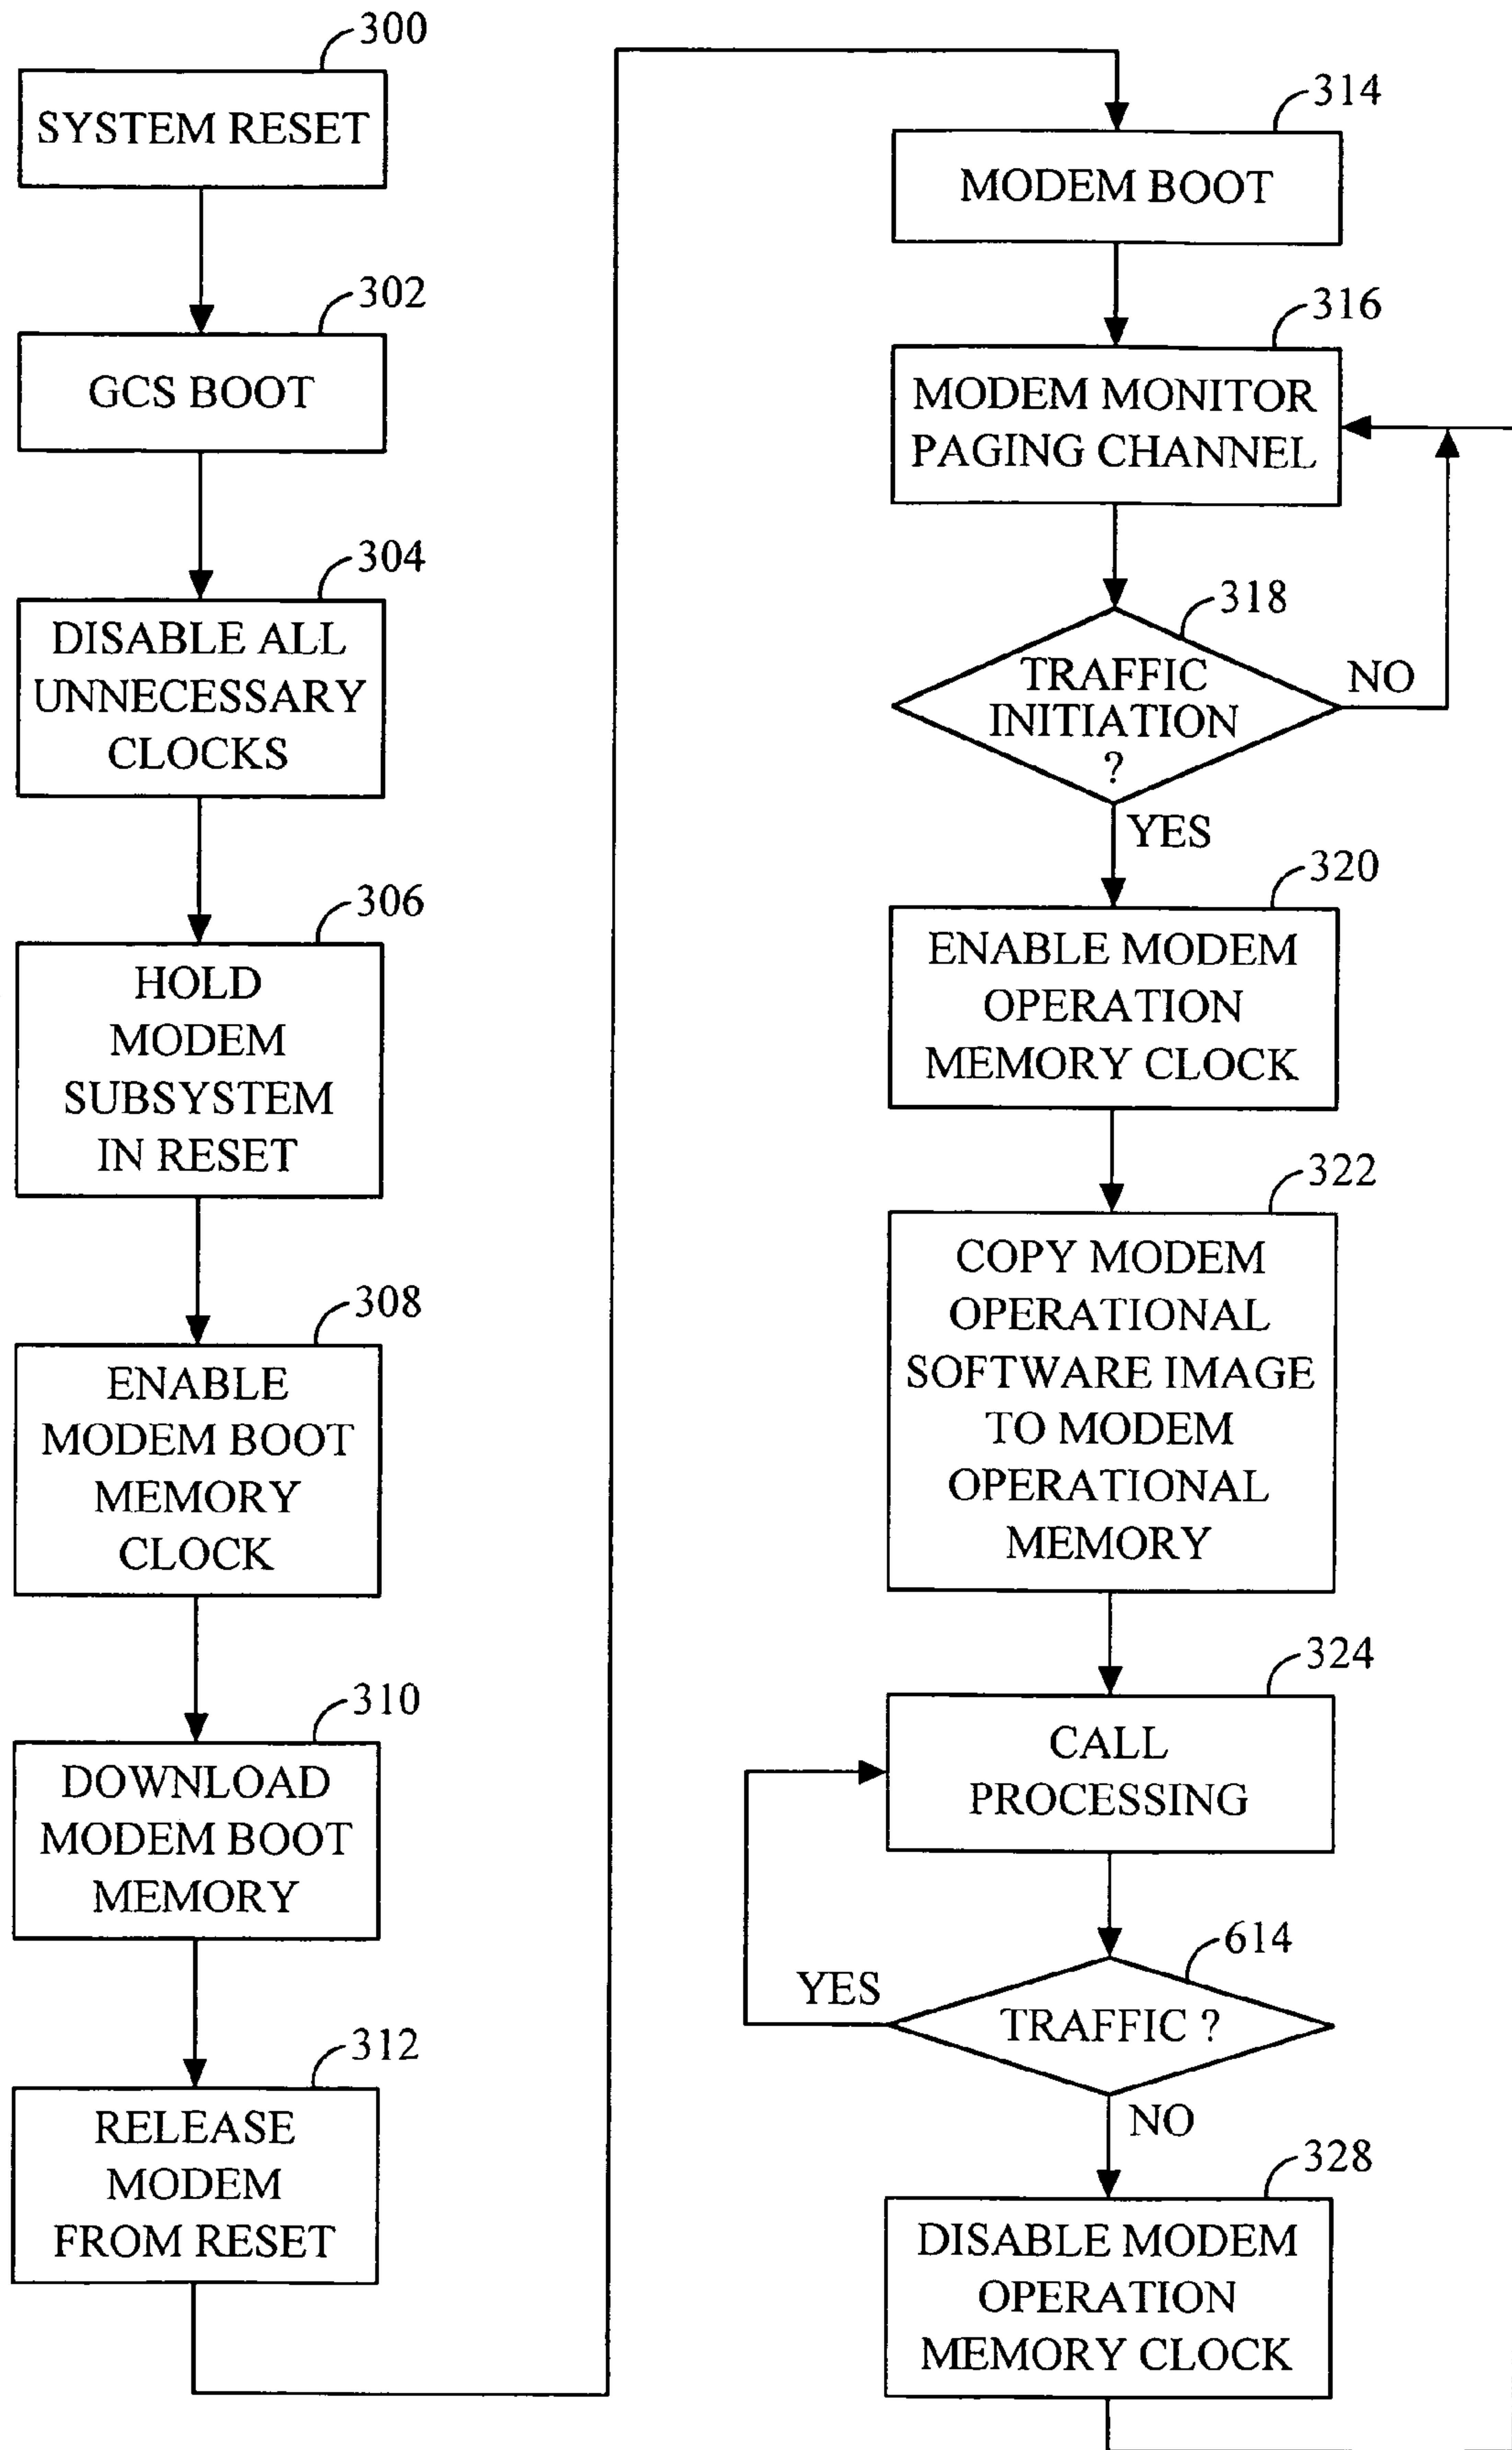 300
SYSTEM RESET
302
GCS BOOT
304
DISABLE ALL
UNNECESSARY
CLOCKS
306
HOLD
MODEM
SUBSYSTEM
IN RESET
308
ENABLE
MODEM BOOT
MEMORY
CLOCK
310
DOWNLOAD
MODEM BOOT
MEMORY
312
RELEASE
MODEM
FROM RESET
314
MODEM BOOT
316
MODEM MONITOR
PAGING CHANNEL
318
TRAFFIC
INITIATION
?
NO
YES
320
ENABLE MODEM
OPERATION
MEMORY CLOCK
322
COPY MODEM
OPERATIONAL
SOFTWARE IMAGE
TO MODEM
OPERATIONAL
MEMORY
324
CALL
PROCESSING
614
YES
TRAFFIC ?
NO
328
DISABLE MODEM
OPERATION
MEMORY CLOCK